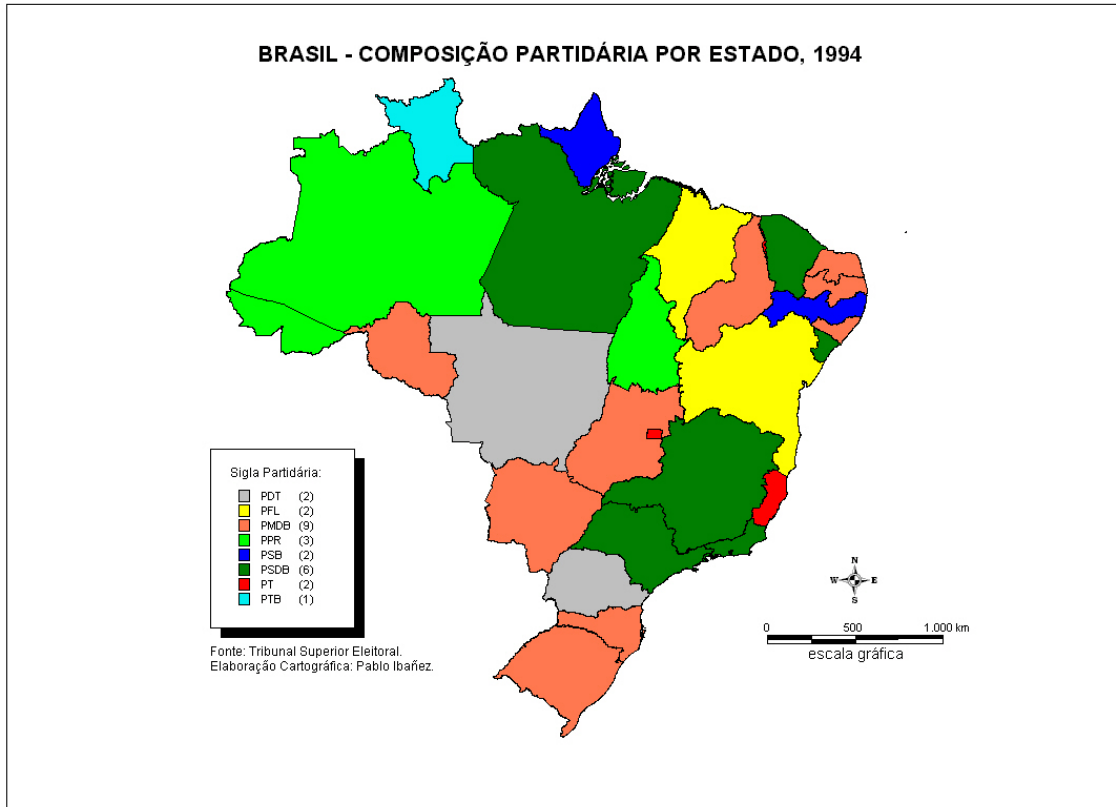 BRASIL - COMPOSIÇÃO PARTIDÁRIA POR ESTADO, 1994
Sigla Partidária:
PDT (2)
PFL (2)
PMDB (9)
PPR (3)
PSB (2)
PSDB (6)
PT (2)
PTB (1)
Fonte: Tribunal Superior Eleitoral.
Elaboração Cartográfica: Pablo Ibañez.
N
W E
S
0 500 1.000 km
escala gráfica